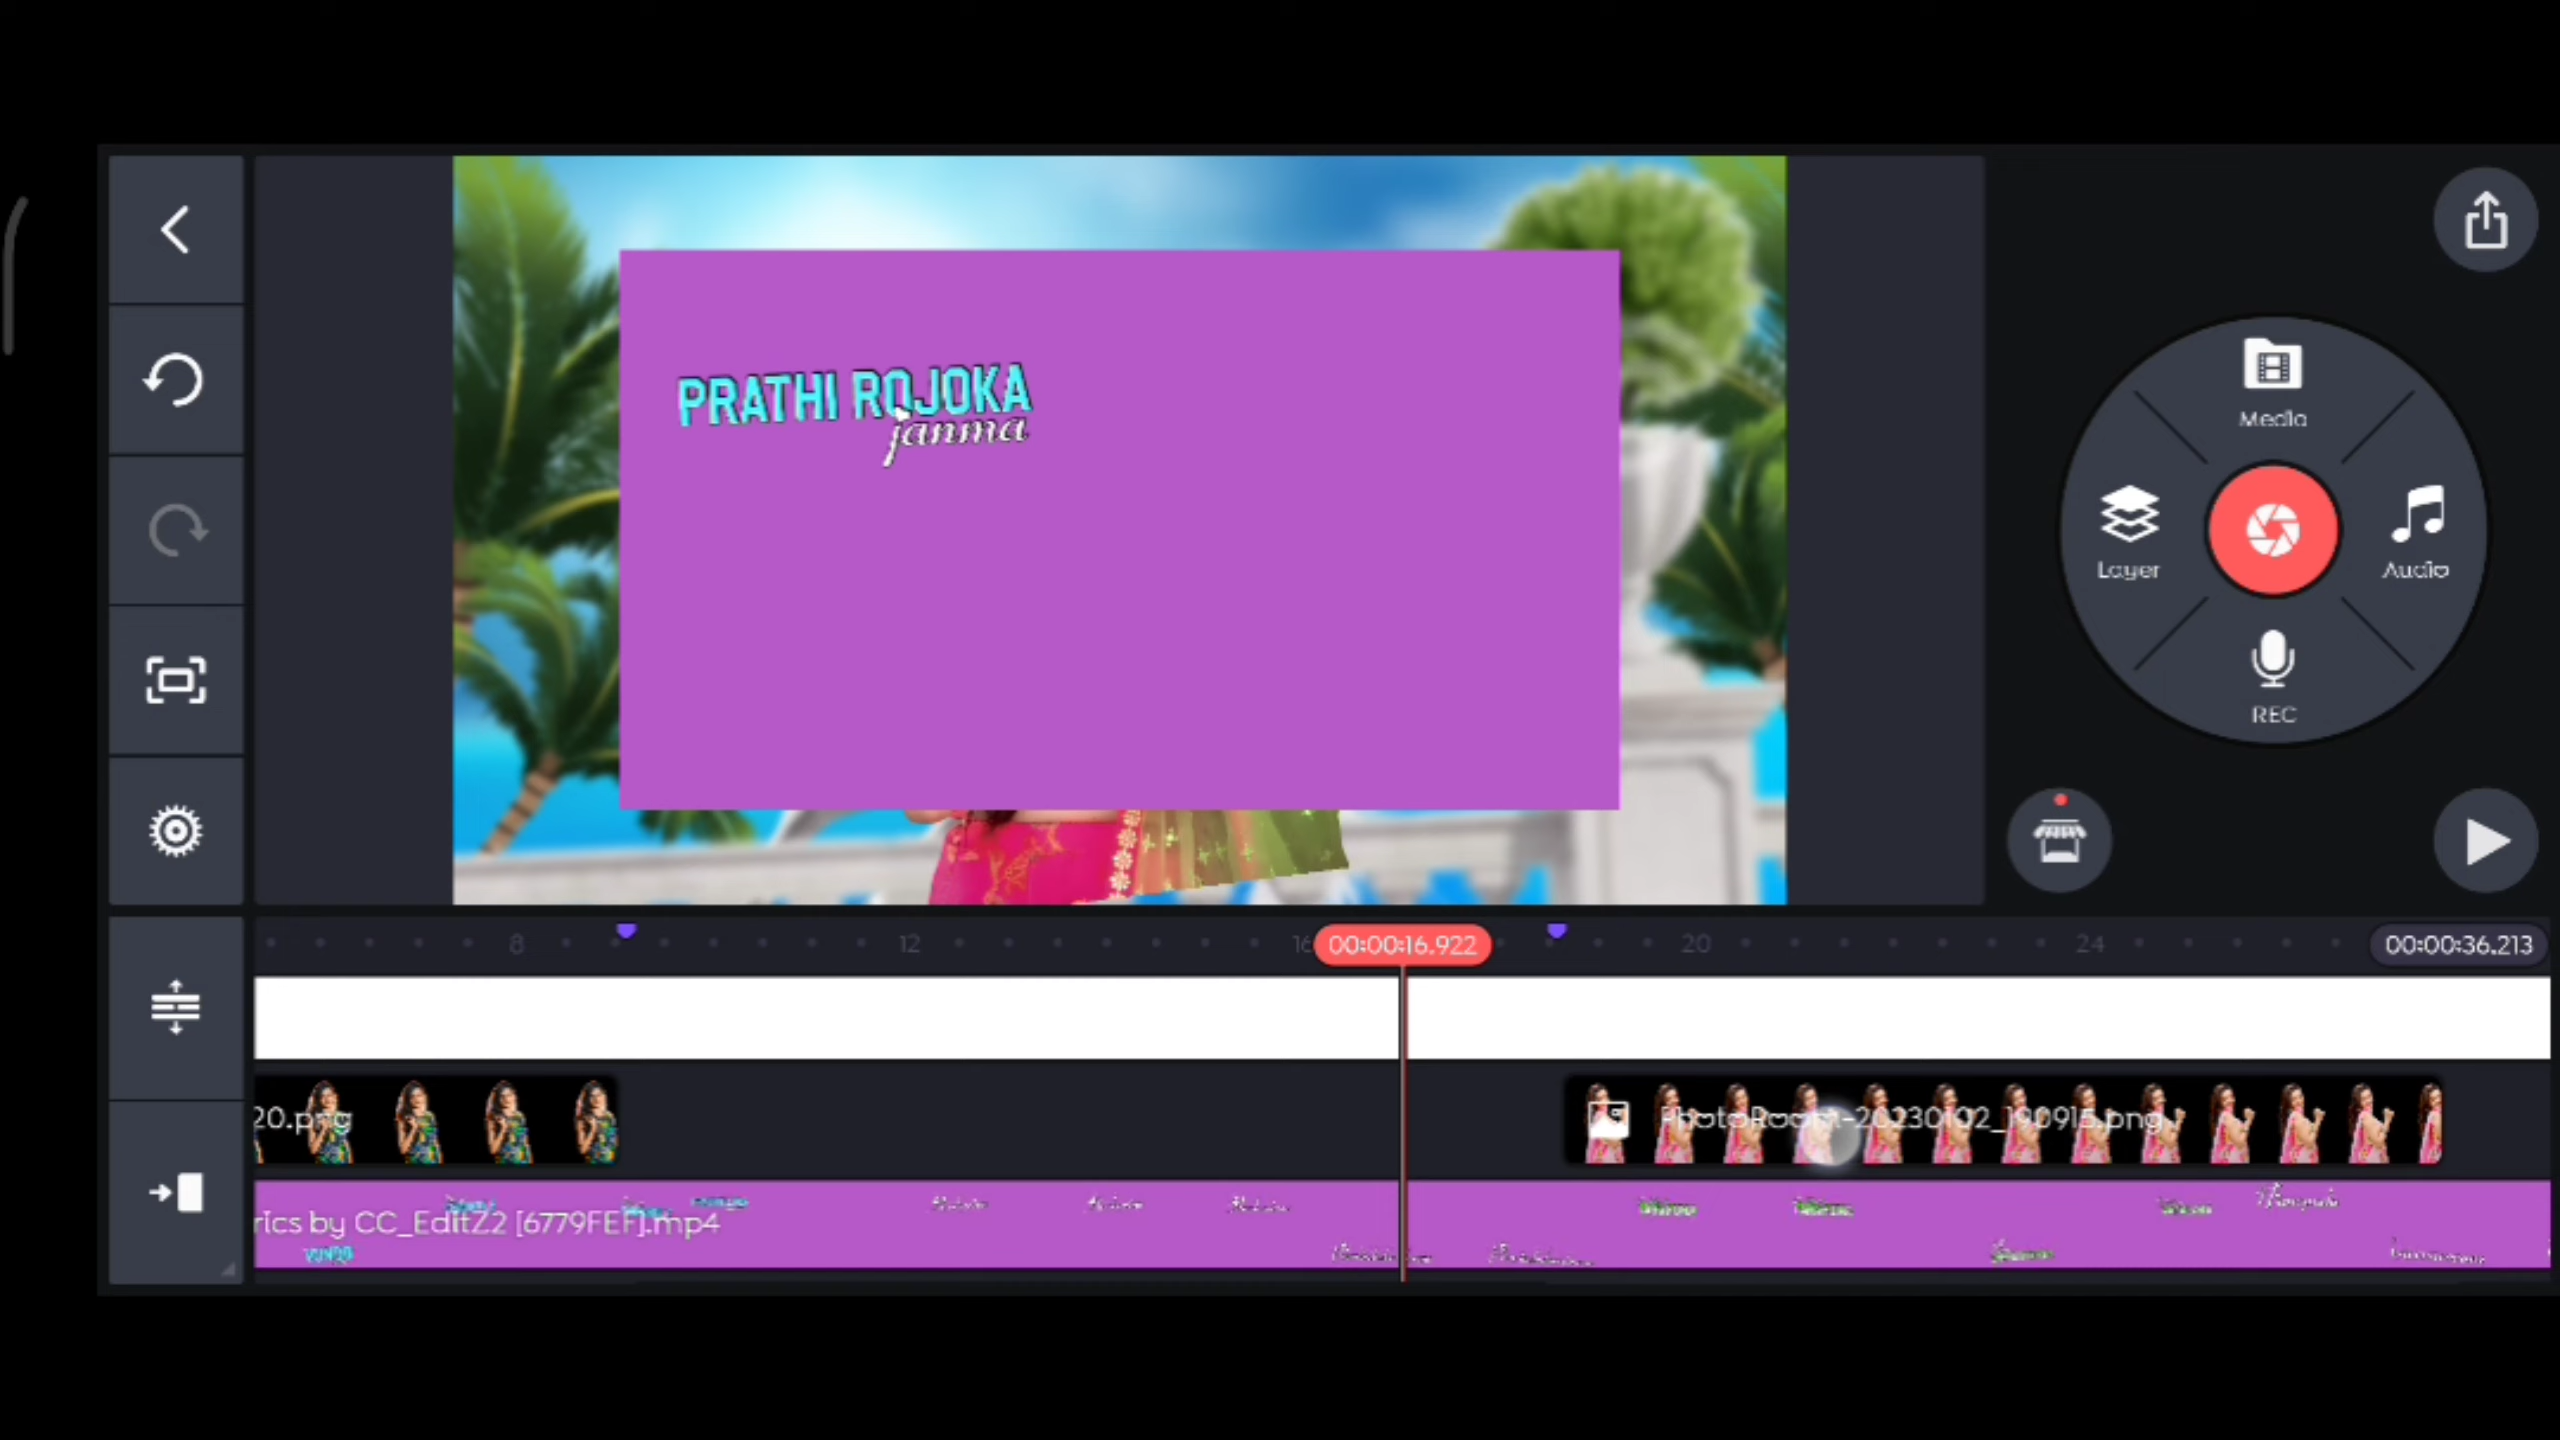 PRATHI ROJOKA
janma
Media
Layer
Audio
REC
8
12
16
00:00:16.922
20
24
00:00:36.213
20.png
PhotoRoom-20230102_190915.png
rics by CC_EditZ2 [6779FEF].mp4